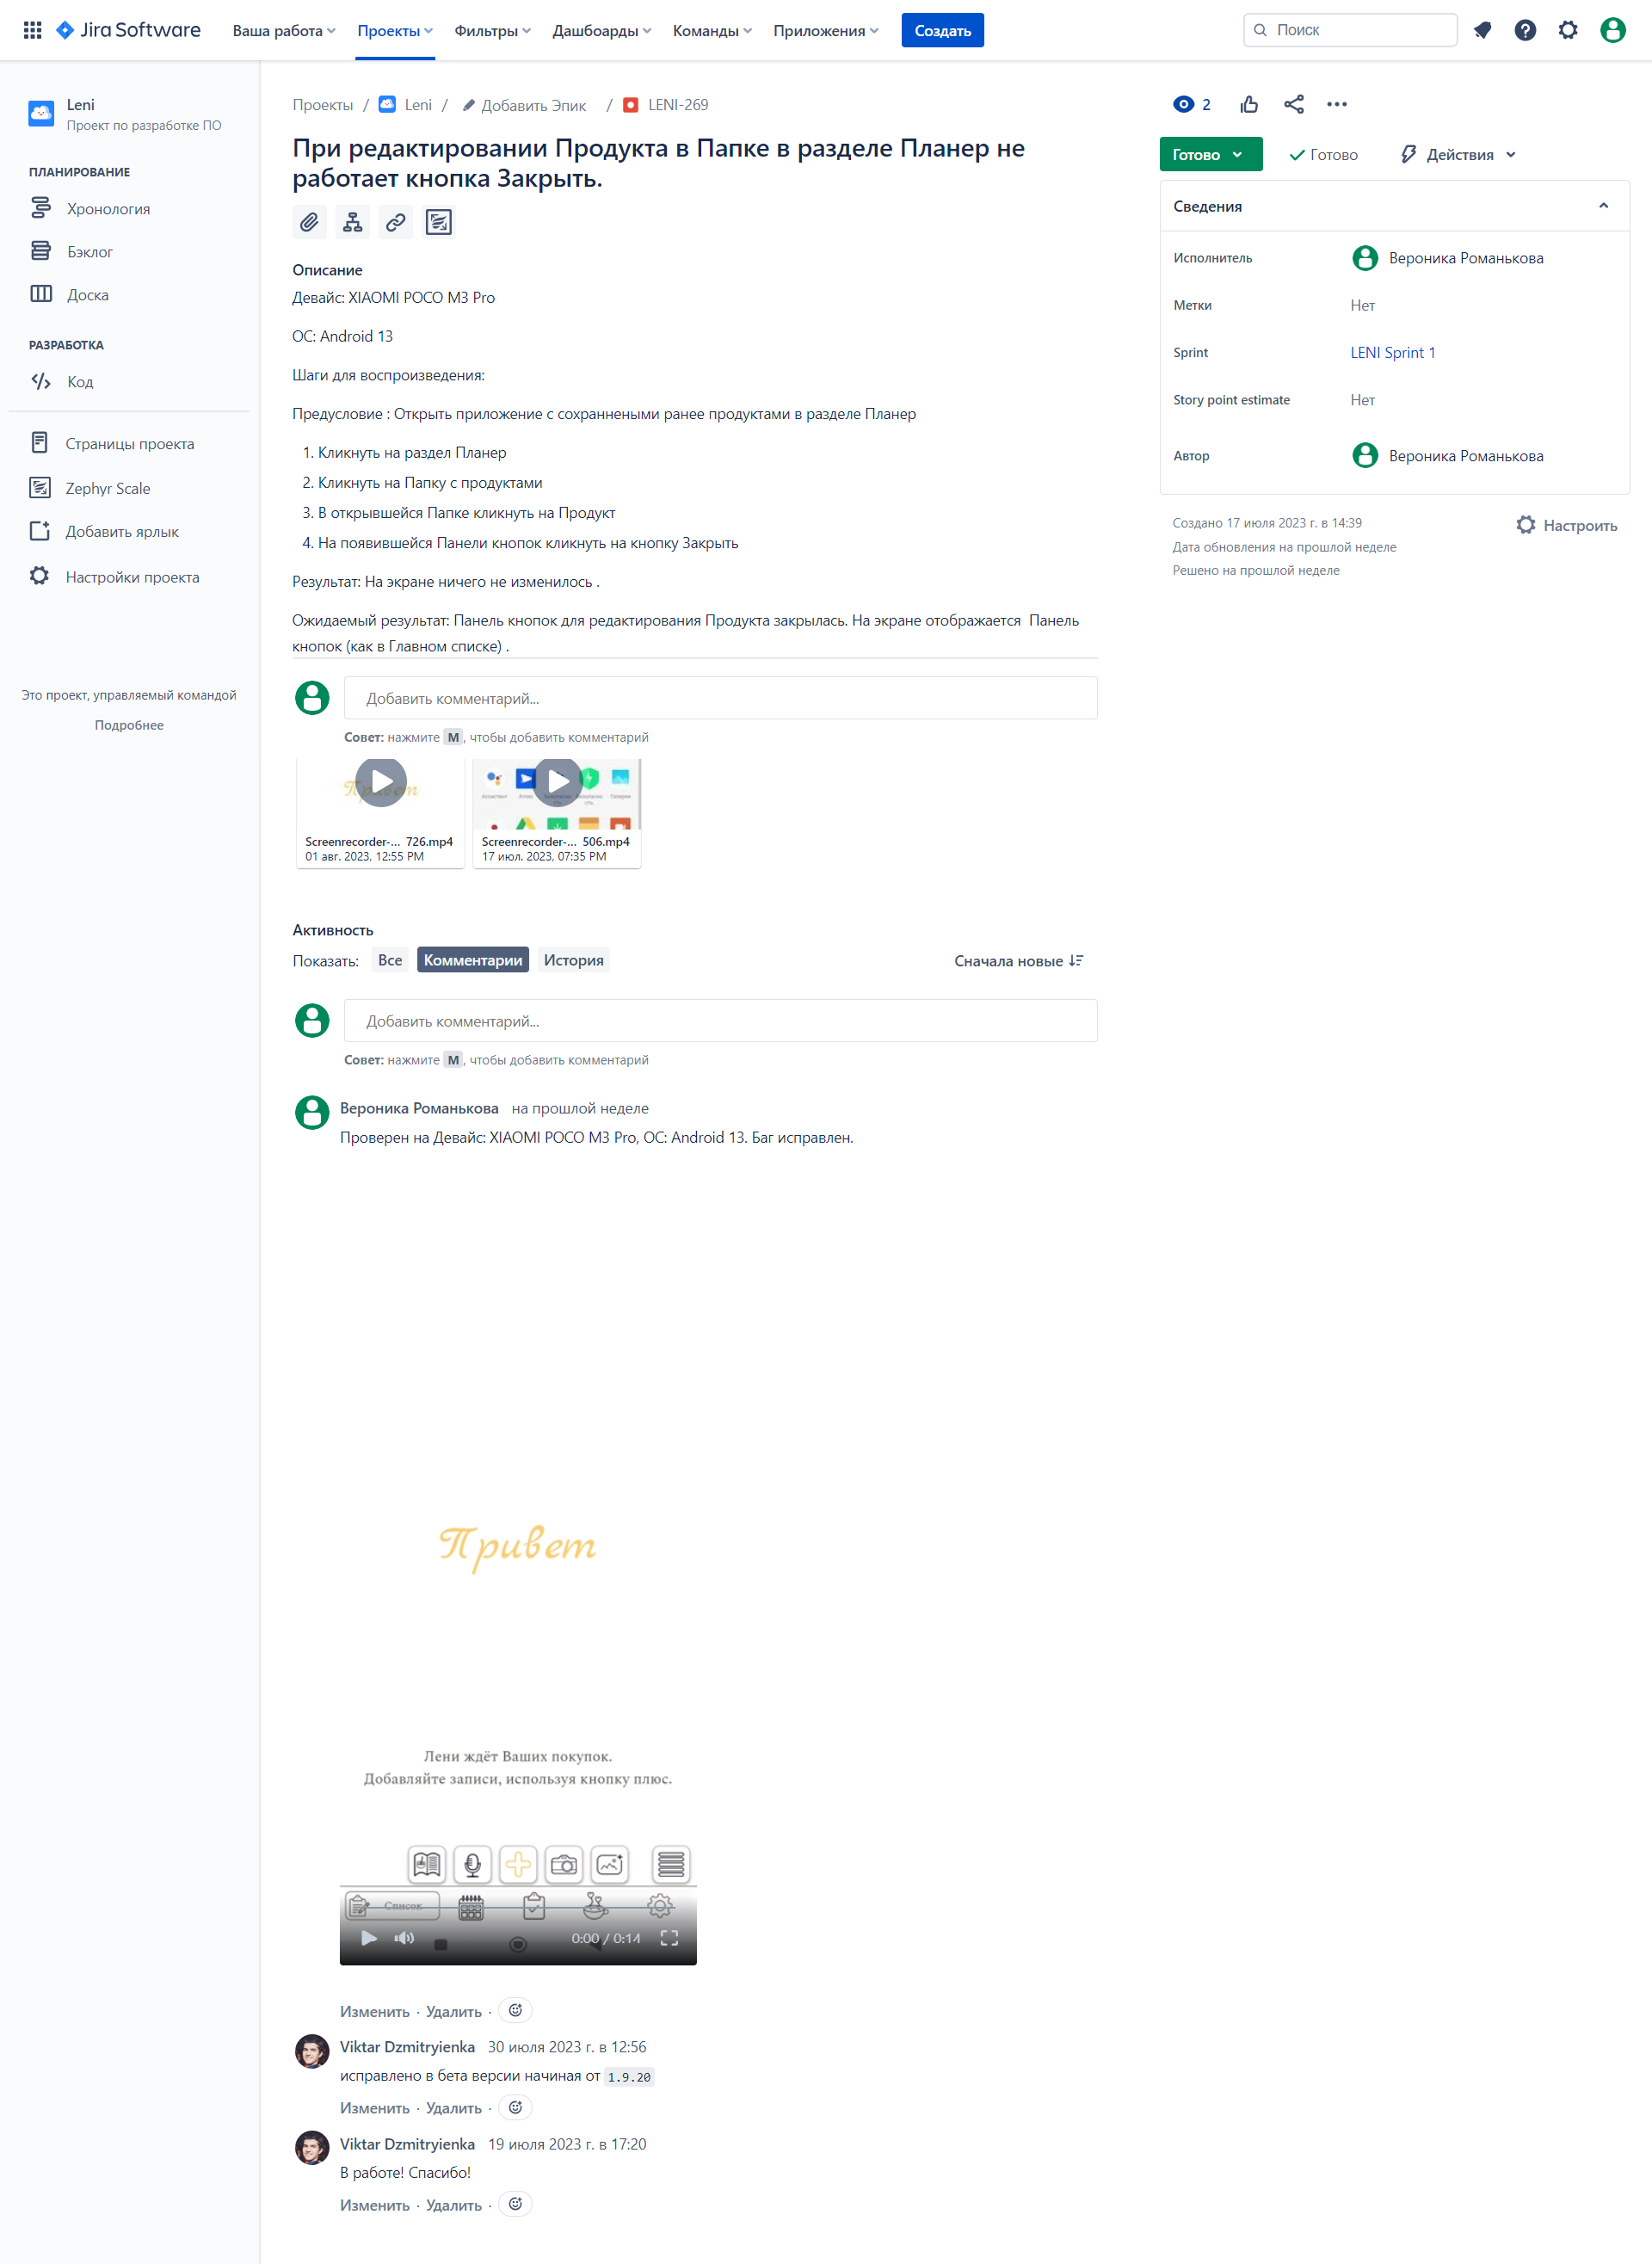 Jira Software
Ваша работа
Проекты
Фильтры
Дашборды
Команды
Приложения
Создать
Поиск
Leni
Проект по разработке ПО
ПЛАНИРОВАНИЕ
Хронология
Бэклог
Доска
РАЗРАБОТКА
Код
Страницы проекта
Zephyr Scale
Добавить ярлык
Настройки проекта
Это проект, управляемый командой
Подробнее
Проекты / Leni / Добавить Эпик / LENI-269
При редактировании Продукта в Папке в разделе Планер не
работает кнопка Закрыть.
Описание
Девайс: XIAOMI POCO M3 Pro
ОС: Android 13
Шаги для воспроизведения:
Предусловие : Открыть приложение с сохраннеными ранее продуктами в разделе Планер
1. Кликнуть на раздел Планер
2. Кликнуть на Папку с продуктами
3. В открывшейся Папке кликнуть на Продукт
4. На появившейся Панели кнопок кликнуть на кнопку Закрыть
Результат: На экране ничего не изменилось .
Ожидаемый результат: Панель кнопок для редактирования Продукта закрылась. На экране отображается Панель
кнопок (как в Главном списке) .
Добавить комментарий...
Совет: нажмите M, чтобы добавить комментарий
Привет
Screenrecorder-... 726.mp4
01 авг. 2023, 12:55 PM
Screenrecorder-... 506.mp4
17 июл. 2023, 07:35 PM
Активность
Показать: Все Комментарии История
Сначала новые
Добавить комментарий...
Совет: нажмите M, чтобы добавить комментарий
Вероника Романькова на прошлой неделе
Проверен на Девайс: XIAOMI POCO M3 Pro, ОС: Android 13. Баг исправлен.
Привет
Лени ждёт Ваших покупок.
Добавляйте записи, используя кнопку плюс.
Список
0:00 / 0:14
Изменить · Удалить ·
Viktar Dzmitryienka 30 июля 2023 г. в 12:56
исправлено в бета версии начиная от 1.9.20
Изменить · Удалить ·
Viktar Dzmitryienka 19 июля 2023 г. в 17:20
В работе! Спасибо!
Изменить · Удалить ·
2
Готово
Готово
Действия
Сведения
Исполнитель
Вероника Романькова
Метки
Нет
Sprint
LENI Sprint 1
Story point estimate
Нет
Автор
Вероника Романькова
Создано 17 июля 2023 г. в 14:39
Дата обновления на прошлой неделе
Решено на прошлой неделе
Настроить